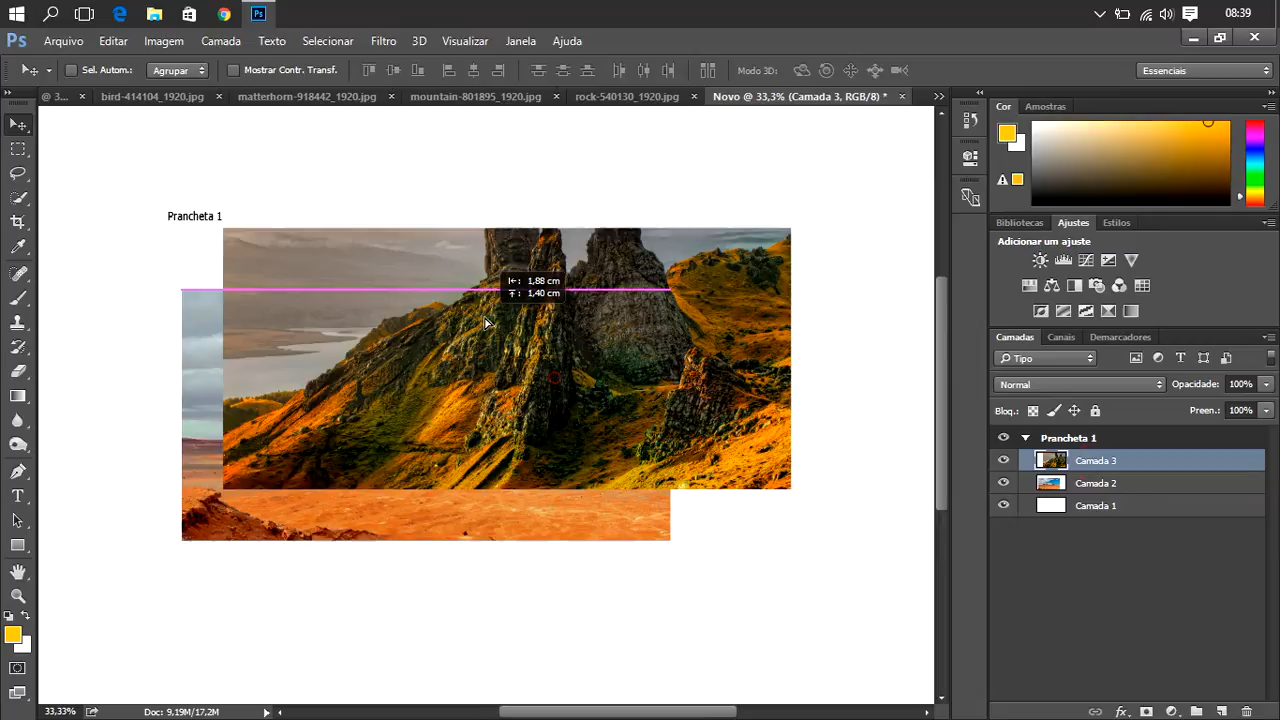 08:39
Ps Arquivo Editar Imagem Camada Texto Selecionar Filtro 3D Visualizar Janela Ajuda
Sel. Autom.: Agrupar Mostrar Contr. Transf. Modo 3D: Essenciais
@ 3... × bird-414104_1920.jpg × matterhorn-918442_1920.jpg × mountain-801895_1920.jpg × rock-540130_1920.jpg × Novo @ 33,3% (Camada 3, RGB/8) * ×
Cor Amostras
Prancheta 1
1,88 cm
1,40 cm
Bibliotecas Ajustes Estilos
Adicionar um ajuste
Camadas Canais Demarcadores
Tipo
Normal Opacidade: 100%
Bloq.: Preen.: 100%
Prancheta 1
Camada 3
Camada 2
Camada 1
33,33% Doc: 9,19M/17,2M